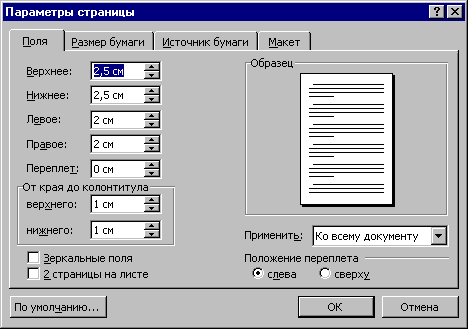 Параметры страницы
Поля Размер бумаги Источник бумаги Макет
Верхнее: 2,5 см
Нижнее: 2,5 см
Левое: 2 см
Правое: 2 см
Переплет: 0 см
От края до колонтитула
верхнего: 1 см
нижнего: 1 см
Зеркальные поля
2 страницы на листе
Образец
Применить: Ко всему документу
Положение переплета
слева сверху
По умолчанию... ОК Отмена